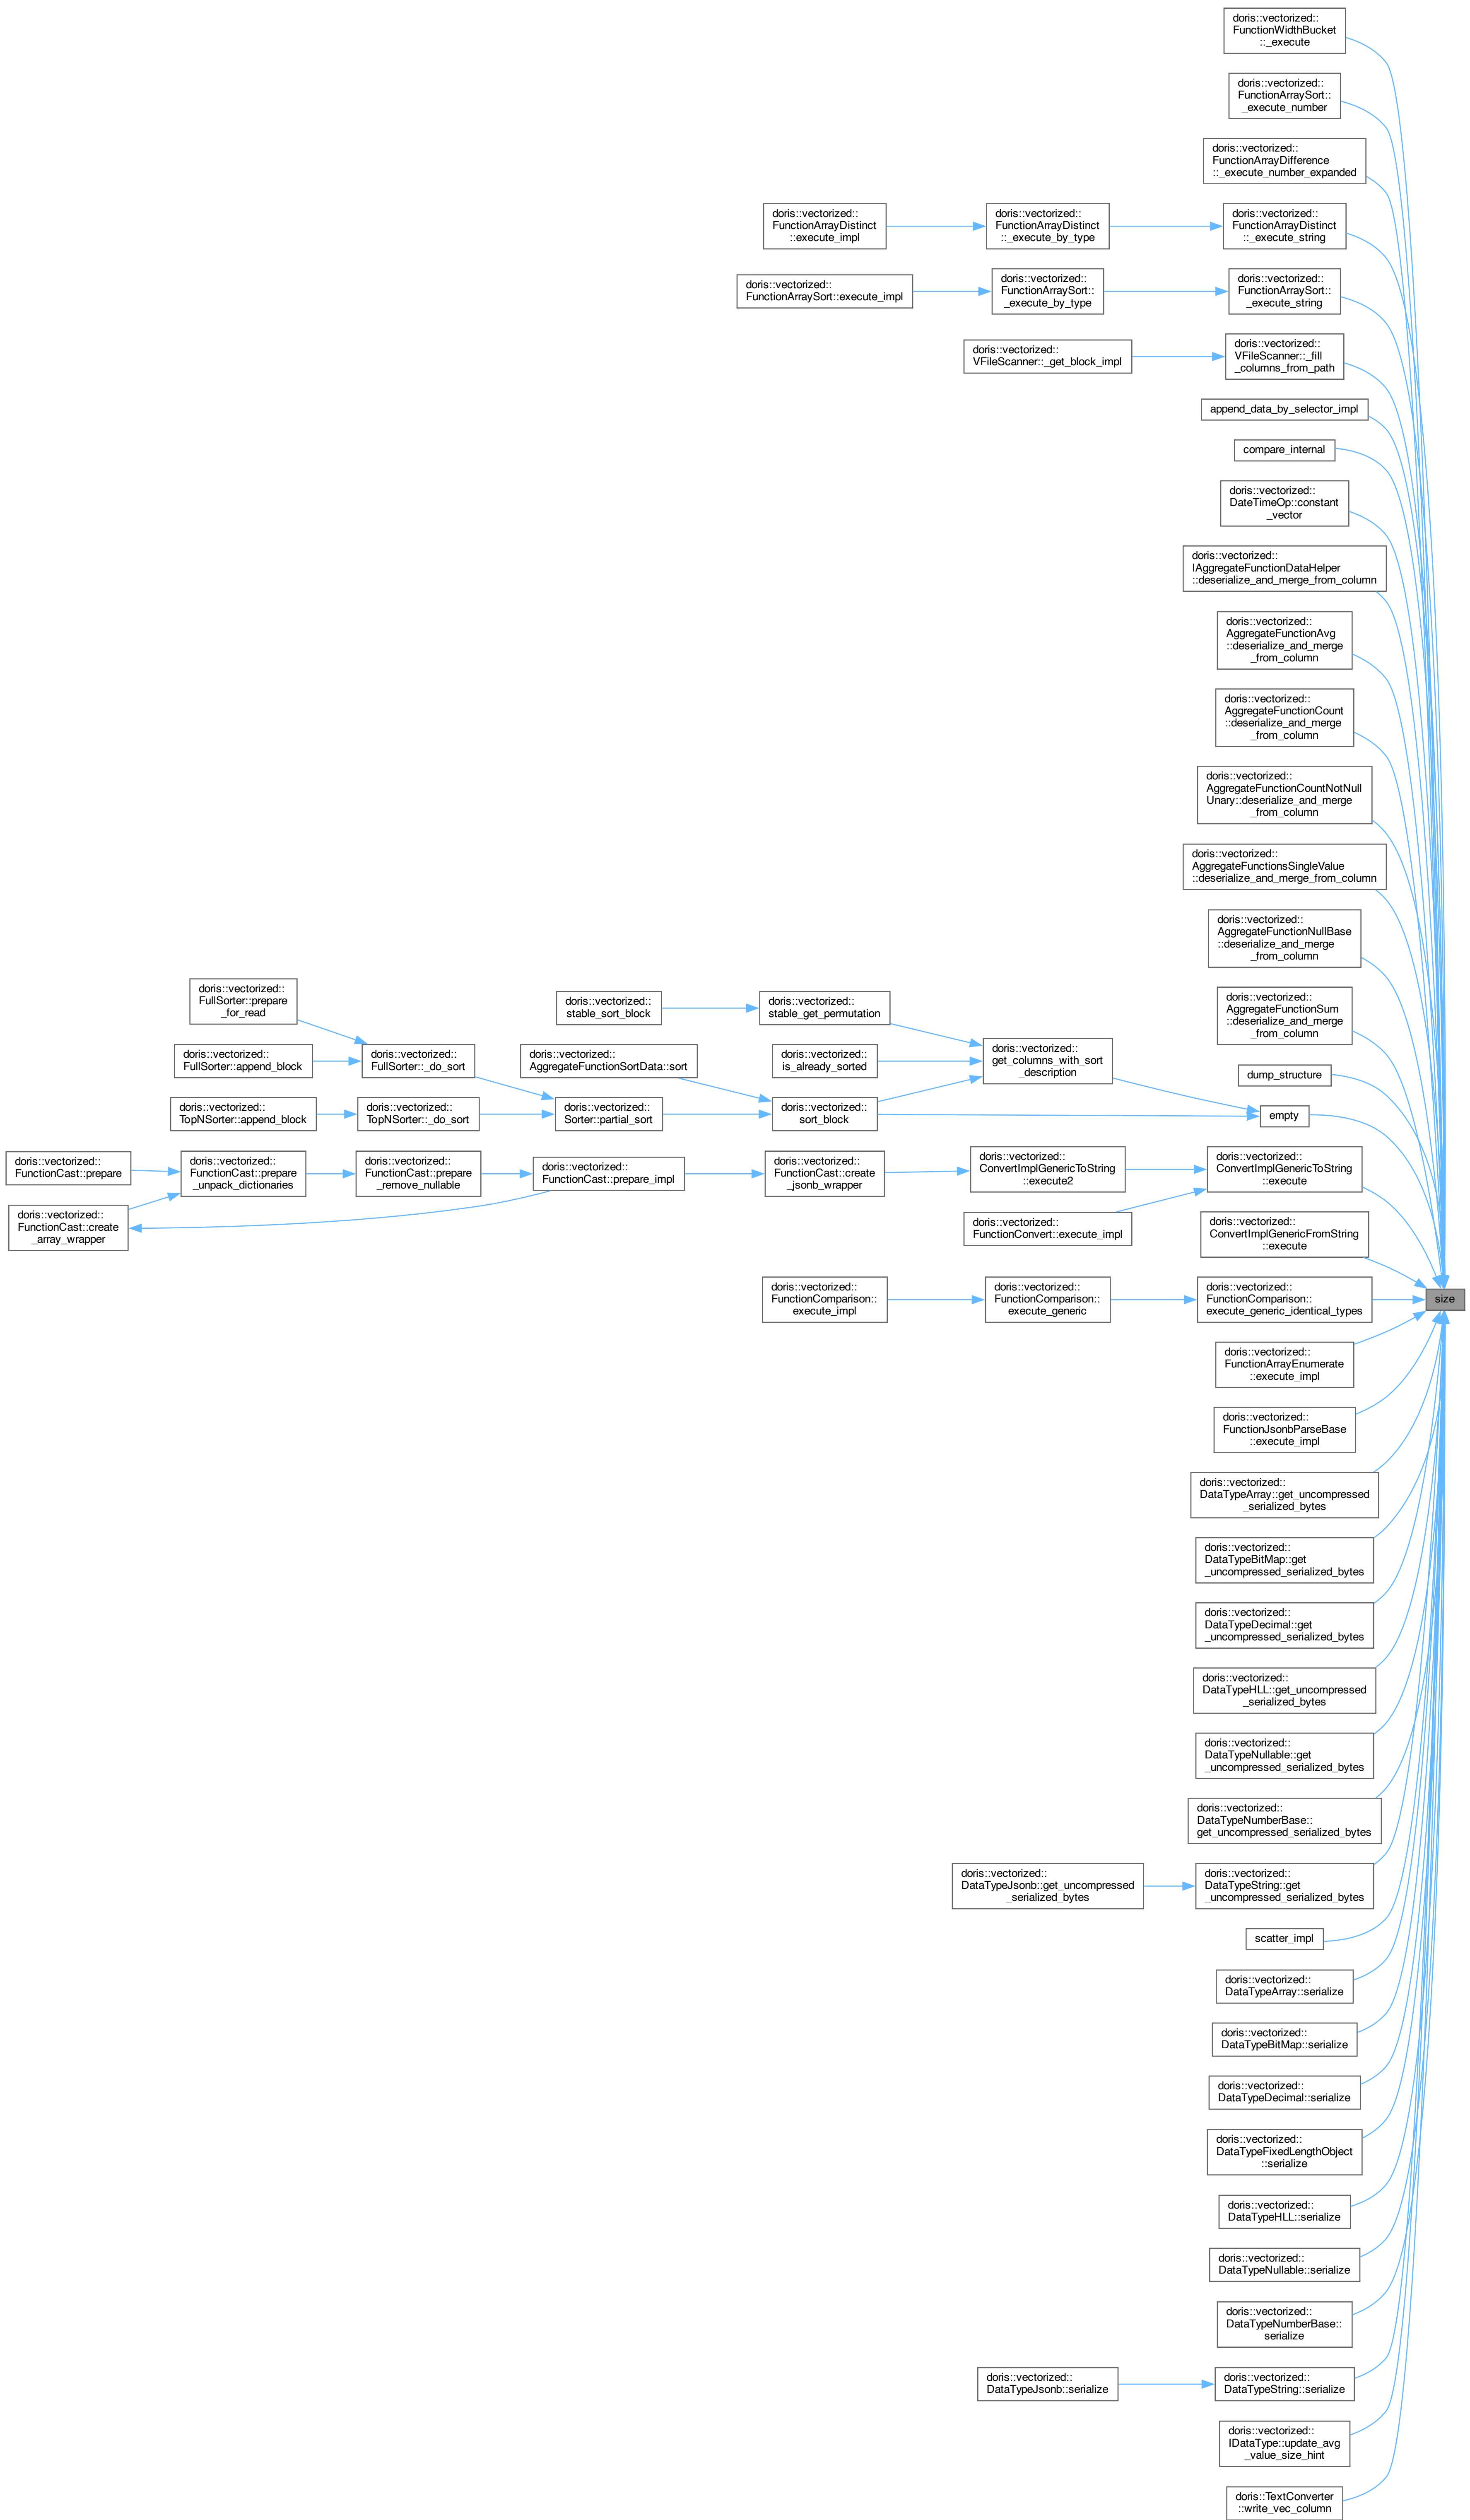 doris::vectorized::
FunctionWidthBucket
::_execute
doris::vectorized::
FunctionArraySort::
_execute_number
doris::vectorized::
FunctionArrayDifference
::_execute_number_expanded
doris::vectorized::
FunctionArrayDistinct
::execute_impl
doris::vectorized::
FunctionArrayDistinct
::_execute_by_type
doris::vectorized::
FunctionArrayDistinct
::_execute_string
doris::vectorized::
FunctionArraySort::execute_impl
doris::vectorized::
FunctionArraySort::
_execute_by_type
doris::vectorized::
FunctionArraySort::
_execute_string
doris::vectorized::
VFileScanner::_get_block_impl
doris::vectorized::
VFileScanner::_fill
_columns_from_path
append_data_by_selector_impl
compare_internal
doris::vectorized::
DateTimeOp::constant
_vector
doris::vectorized::
IAggregateFunctionDataHelper
::deserialize_and_merge_from_column
doris::vectorized::
AggregateFunctionAvg
::deserialize_and_merge
_from_column
doris::vectorized::
AggregateFunctionCount
::deserialize_and_merge
_from_column
doris::vectorized::
AggregateFunctionCountNotNull
Unary::deserialize_and_merge
_from_column
doris::vectorized::
AggregateFunctionsSingleValue
::deserialize_and_merge_from_column
doris::vectorized::
AggregateFunctionNullBase
::deserialize_and_merge
_from_column
doris::vectorized::
FullSorter::prepare
_for_read
doris::vectorized::
stable_sort_block
doris::vectorized::
stable_get_permutation
doris::vectorized::
AggregateFunctionSum
::deserialize_and_merge
_from_column
doris::vectorized::
FullSorter::append_block
doris::vectorized::
FullSorter::_do_sort
doris::vectorized::
AggregateFunctionSortData::sort
doris::vectorized::
is_already_sorted
doris::vectorized::
get_columns_with_sort
_description
dump_structure
doris::vectorized::
TopNSorter::append_block
doris::vectorized::
TopNSorter::_do_sort
doris::vectorized::
Sorter::partial_sort
doris::vectorized::
sort_block
empty
doris::vectorized::
FunctionCast::prepare
doris::vectorized::
FunctionCast::prepare
_unpack_dictionaries
doris::vectorized::
FunctionCast::prepare
_remove_nullable
doris::vectorized::
FunctionCast::prepare_impl
doris::vectorized::
FunctionCast::create
_jsonb_wrapper
doris::vectorized::
ConvertImplGenericToString
::execute2
doris::vectorized::
ConvertImplGenericToString
::execute
doris::vectorized::
FunctionCast::create
_array_wrapper
doris::vectorized::
FunctionConvert::execute_impl
doris::vectorized::
ConvertImplGenericFromString
::execute
doris::vectorized::
FunctionComparison::
execute_impl
doris::vectorized::
FunctionComparison::
execute_generic
doris::vectorized::
FunctionComparison::
execute_generic_identical_types
size
doris::vectorized::
FunctionArrayEnumerate
::execute_impl
doris::vectorized::
FunctionJsonbParseBase
::execute_impl
doris::vectorized::
DataTypeArray::get_uncompressed
_serialized_bytes
doris::vectorized::
DataTypeBitMap::get
_uncompressed_serialized_bytes
doris::vectorized::
DataTypeDecimal::get
_uncompressed_serialized_bytes
doris::vectorized::
DataTypeHLL::get_uncompressed
_serialized_bytes
doris::vectorized::
DataTypeNullable::get
_uncompressed_serialized_bytes
doris::vectorized::
DataTypeNumberBase::
get_uncompressed_serialized_bytes
doris::vectorized::
DataTypeJsonb::get_uncompressed
_serialized_bytes
doris::vectorized::
DataTypeString::get
_uncompressed_serialized_bytes
scatter_impl
doris::vectorized::
DataTypeArray::serialize
doris::vectorized::
DataTypeBitMap::serialize
doris::vectorized::
DataTypeDecimal::serialize
doris::vectorized::
DataTypeFixedLengthObject
::serialize
doris::vectorized::
DataTypeHLL::serialize
doris::vectorized::
DataTypeNullable::serialize
doris::vectorized::
DataTypeNumberBase::
serialize
doris::vectorized::
DataTypeJsonb::serialize
doris::vectorized::
DataTypeString::serialize
doris::vectorized::
IDataType::update_avg
_value_size_hint
doris::TextConverter
::write_vec_column